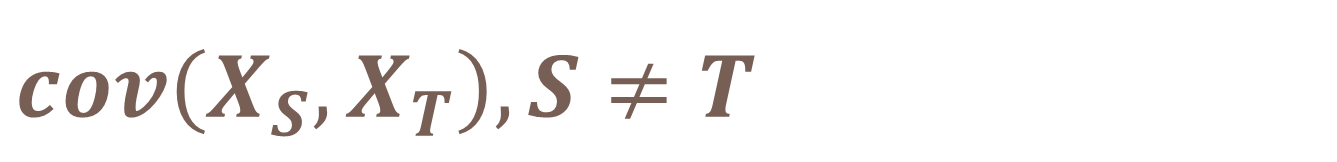 cov(X_S, X_T), S ≠ T